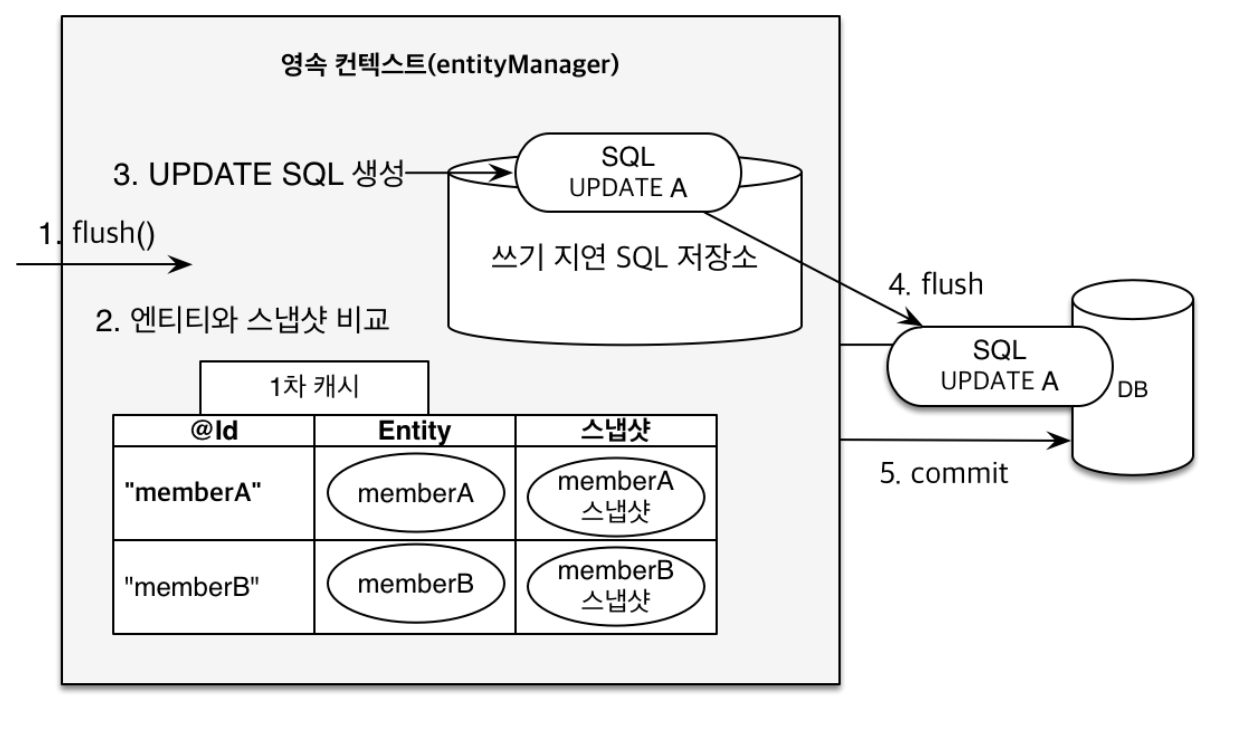 영속 컨텍스트(entityManager)
3. UPDATE SQL 생성
SQL
UPDATE A
1. flush()
쓰기 지연 SQL 저장소
4. flush
2. 엔티티와 스냅샷 비교
SQL
UPDATE A
DB
1차 캐시
@Id
Entity
스냅샷
5. commit
"memberA"
memberA
memberA
스냅샷
"memberB"
memberB
memberB
스냅샷